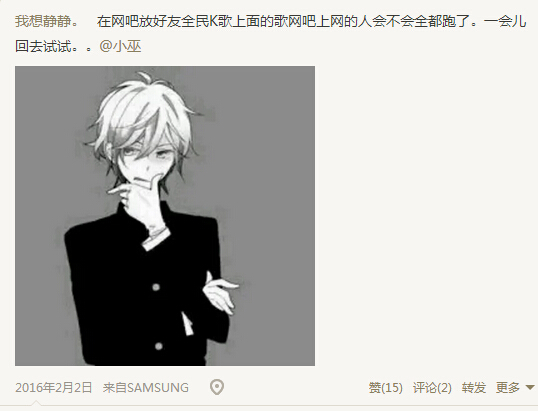 我想静静。 在网吧放好友全民K歌上面的歌网吧上网的人会不会全都跑了。一会儿
回去试试。。@小巫
2016年2月2日 来自SAMSUNG 赞(15) 评论(2) 转发 更多